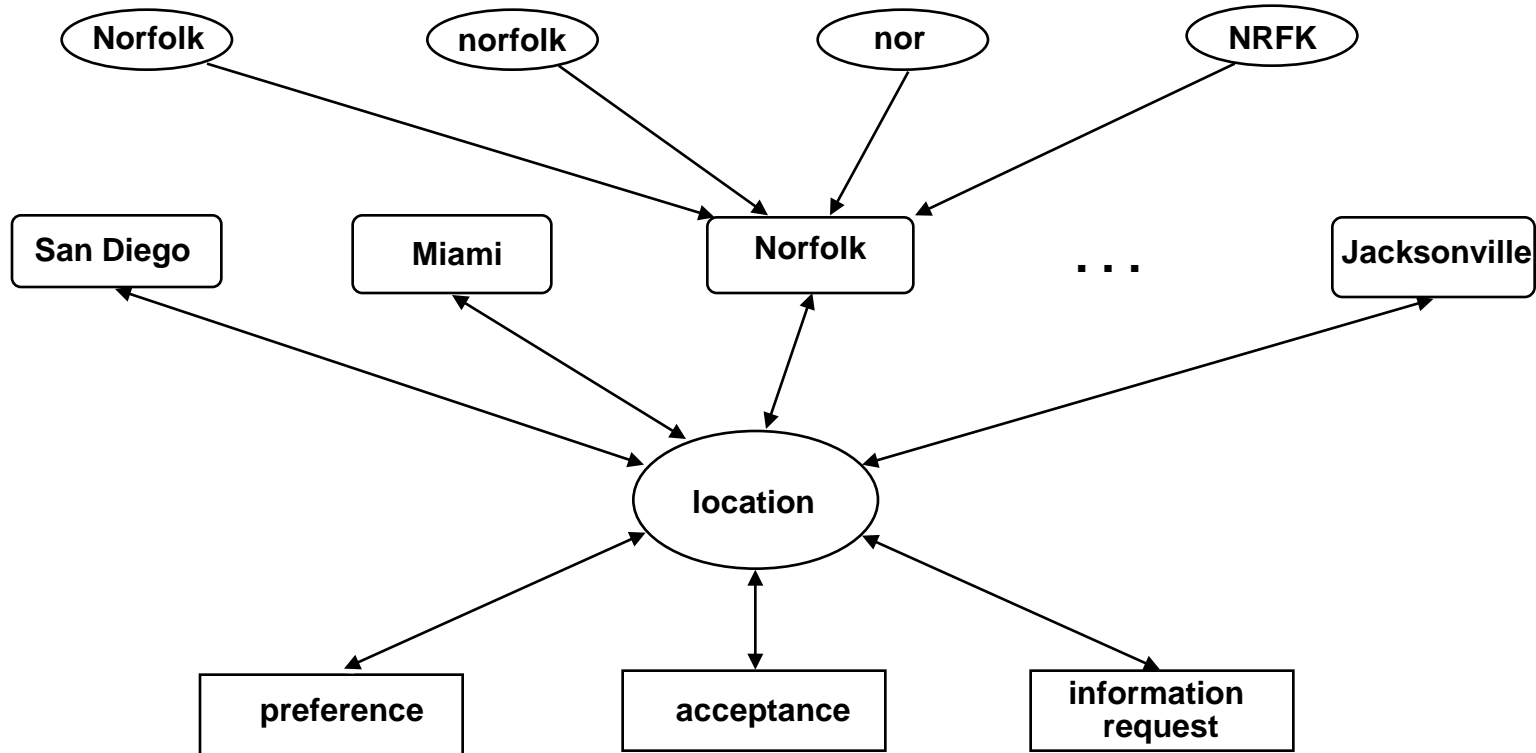 Norfolk
norfolk
nor
NRFK
San Diego
Miami
Norfolk
. . .
Jacksonville
location
preference
acceptance
information
request